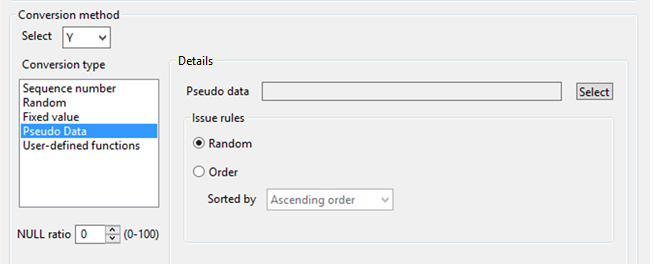 Conversion method
Select Y
Conversion type
Sequence number
Random
Fixed value
Pseudo Data
User-defined functions
NULL ratio 0 (0-100)
Details
Pseudo data Select
Issue rules
Random
Order
Sorted by Ascending order